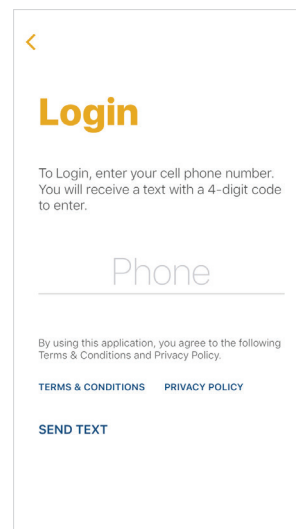 Login
To Login, enter your cell phone number.
You will receive a text with a 4-digit code
to enter.
Phone
By using this application, you agree to the following
Terms & Conditions and Privacy Policy.
TERMS & CONDITIONS PRIVACY POLICY
SEND TEXT